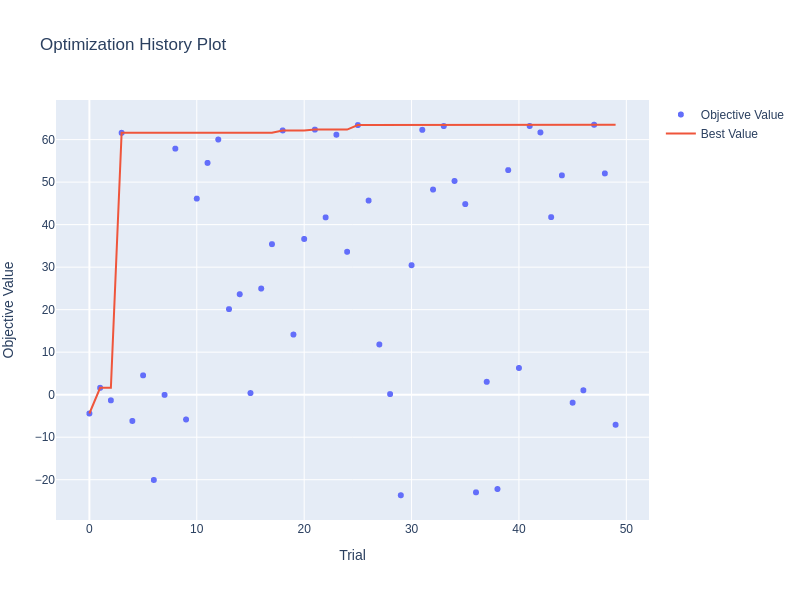 Optimization History Plot
Objective Value
Best Value
60
50
40
30
20
10
0
−10
−20
Objective Value
0 10 20 30 40 50
Trial